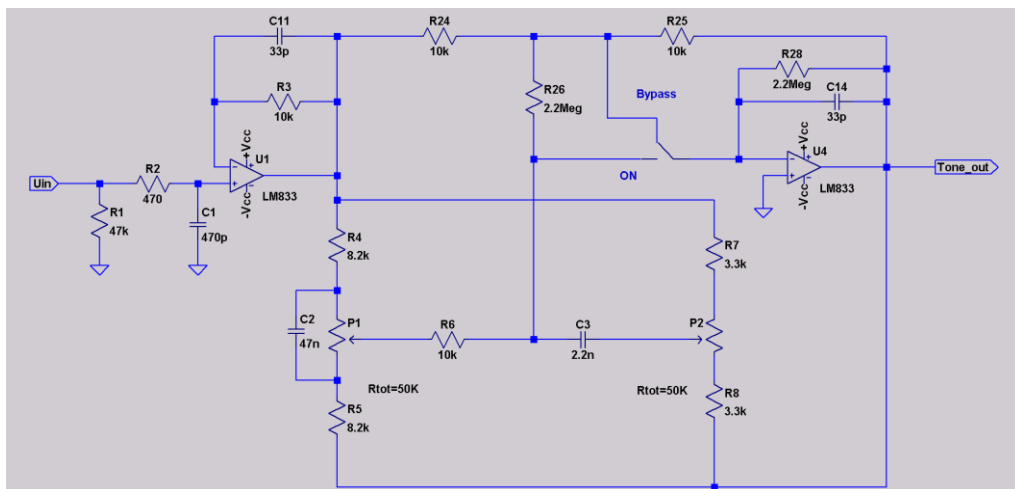 C11
33p
R24
10k
R25
10k
R28
2.2Meg
R3
10k
R26
2.2Meg
Bypass
C14
33p
+Vcc
U1
-
+
+
-
-Vcc
LM833
+Vcc
U4
-
+
+
-
-Vcc
LM833
Tone_out
Uin
R2
470
ON
R1
47k
C1
470p
R4
8.2k
R7
3.3k
C2
47n
P1
R6
10k
C3
2.2n
P2
Rtot=50K
Rtot=50K
R5
8.2k
R8
3.3k